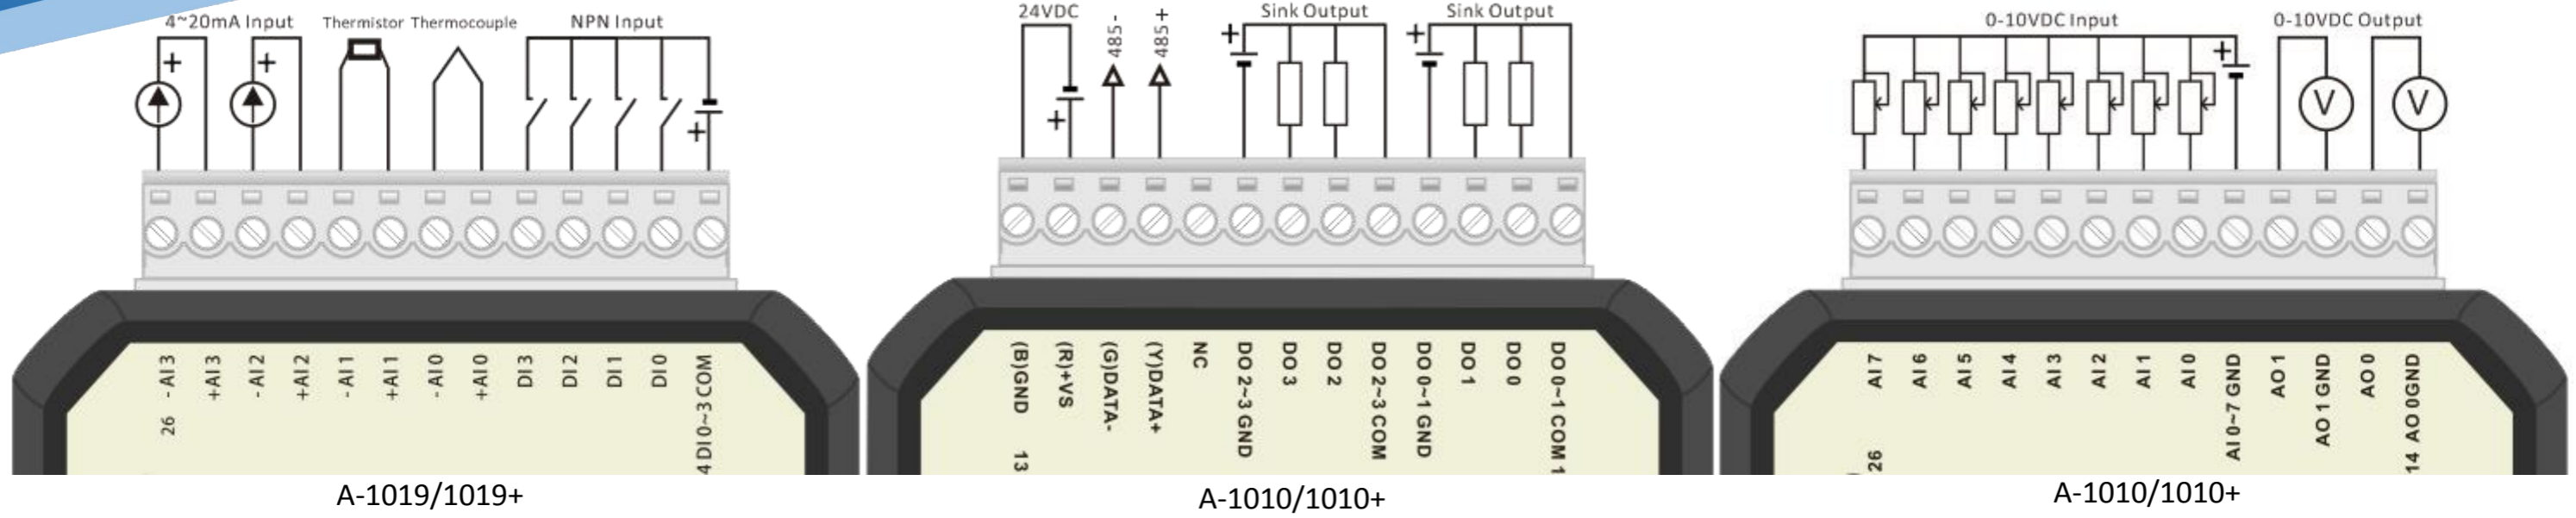 4~20mA Input
Thermistor
Thermocouple
NPN Input
+
+
+
- AI 3
+AI 3
- AI 2
+AI 2
- AI 1
+AI 1
- AI 0
+AI 0
DI 3
DI 2
DI 1
DI 0
4 DI 0~3 COM
26
A-1019/1019+
24VDC
485 -
485 +
Sink Output
Sink Output
+
+
+
(B)GND
(R)+VS
(G)DATA-
(Y)DATA+
NC
DO 2~3 GND
DO 3
DO 2
DO 2~3 COM
DO 0~1 GND
DO 1
DO 0
DO 0~1 COM 1
13
A-1010/1010+
0-10VDC Input
0-10VDC Output
+
V
V
AI 7
AI 6
AI 5
AI 4
AI 3
AI 2
AI 1
AI 0
AI 0~7 GND
AO 1
AO 1 GND
AO 0
14 AO 0GND
26
A-1010/1010+